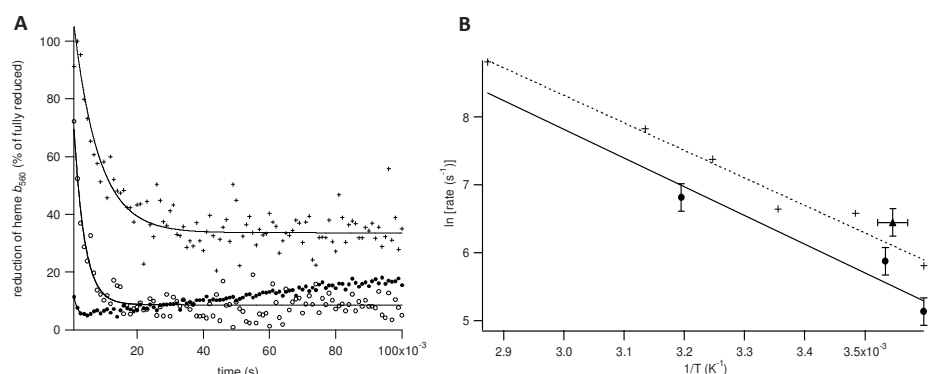 A
B
reduction of heme b560 (% of fully reduced)
100
80
60
40
20
0
20
40
60
80
100x10-3
time (s)
ln [rate (s-1)]
8
7
6
5
2.9
3.0
3.1
3.2
3.3
3.4
3.5x10-3
1/T (K-1)